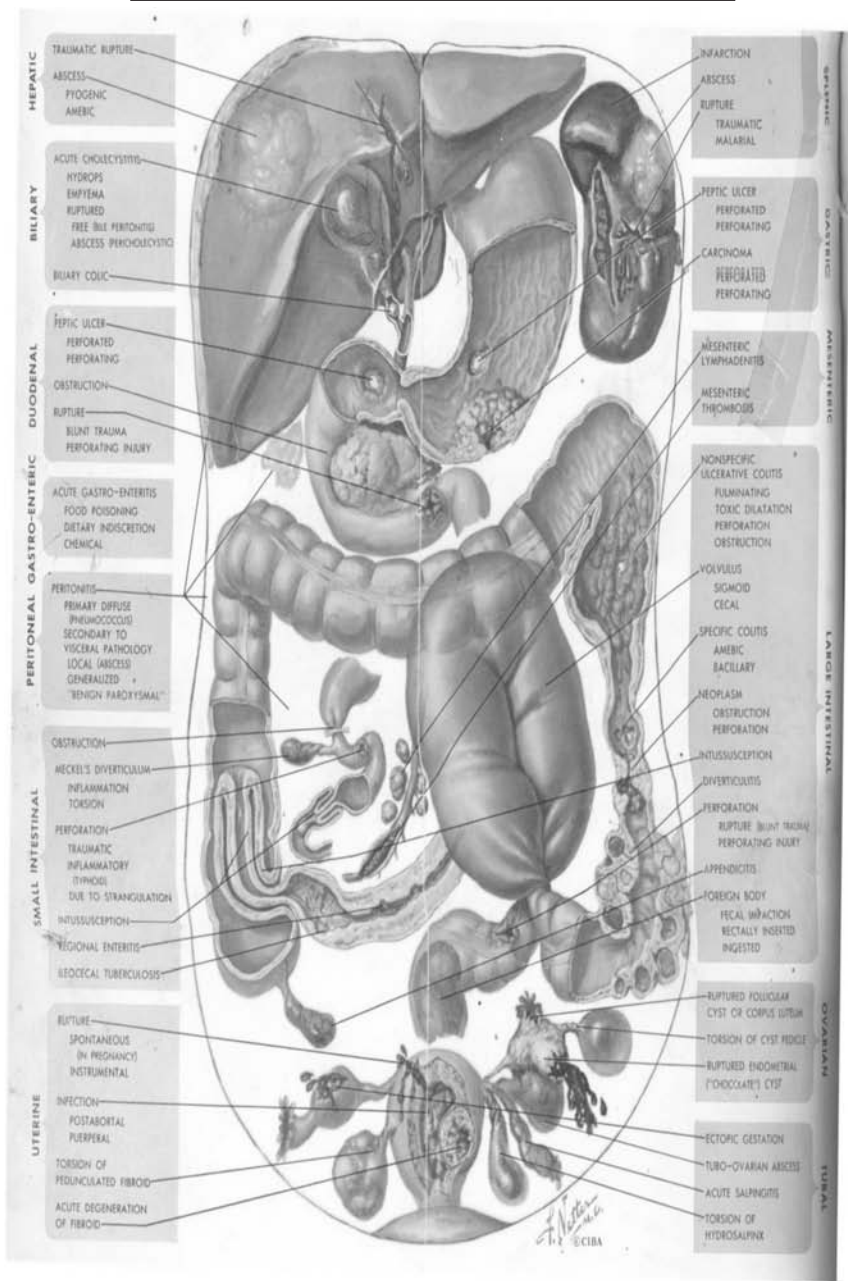 HEPATIC
TRAUMATIC RUPTURE
ABSCESS
PYOGENIC
AMEBIC
BILIARY
ACUTE CHOLECYSTITIS
HYDROPS
EMPYEMA
RUPTURED
FREE (BILE PERITONITIS)
ABSCESS (PERICHOLECYSTIC)
BILIARY COLIC
DUODENAL
PEPTIC ULCER
PERFORATED
PERFORATING
OBSTRUCTION
RUPTURE
BLUNT TRAUMA
PERFORATING INJURY
GASTRO-ENTERIC
ACUTE GASTRO-ENTERITIS
FOOD POISONING
DIETARY INDISCRETION
CHEMICAL
PERITONEAL
PERITONITIS
PRIMARY DIFFUSE
(PNEUMOCOCCUS)
SECONDARY TO
VISCERAL PATHOLOGY
LOCAL (ABSCESS)
GENERALIZED
"BENIGN PAROXYSMAL"
SMALL INTESTINAL
OBSTRUCTION
MECKEL'S DIVERTICULUM
INFLAMMATION
TORSION
PERFORATION
TRAUMATIC
INFLAMMATORY
(TYPHOID)
DUE TO STRANGULATION
INTUSSUSCEPTION
REGIONAL ENTERITIS
ILEOCECAL TUBERCULOSIS
UTERINE
RUPTURE
SPONTANEOUS
(IN PREGNANCY)
INSTRUMENTAL
INFECTION
POSTABORTAL
PUERPERAL
TORSION OF
PEDUNCULATED FIBROID
ACUTE DEGENERATION
OF FIBROID
SPLENIC
INFARCTION
ABSCESS
RUPTURE
TRAUMATIC
MALARIAL
GASTRIC
PEPTIC ULCER
PERFORATED
PERFORATING
CARCINOMA
PERFORATED
PERFORATING
MESENTERIC
MESENTERIC
LYMPHADENITIS
MESENTERIC
THROMBOSIS
LARGE INTESTINAL
NONSPECIFIC
ULCERATIVE COLITIS
FULMINATING
TOXIC DILATATION
PERFORATION
OBSTRUCTION
VOLVULUS
SIGMOID
CECAL
SPECIFIC COLITIS
AMEBIC
BACILLARY
NEOPLASM
OBSTRUCTION
PERFORATION
INTUSSUSCEPTION
DIVERTICULITIS
PERFORATION
RUPTURE (BLUNT TRAUMA)
PERFORATING INJURY
APPENDICITIS
FOREIGN BODY
FECAL IMPACTION
RECTALLY INSERTED
INGESTED
OVARIAN
RUPTURED FOLLICULAR
CYST OR CORPUS LUTEUM
TORSION OF CYST PEDICLE
RUPTURED ENDOMETRIAL
("CHOCOLATE") CYST
TUBAL
ECTOPIC GESTATION
TUBO-OVARIAN ABSCESS
ACUTE SALPINGITIS
TORSION OF
HYDROSALPINX
F. Netter
M.D.
©CIBA